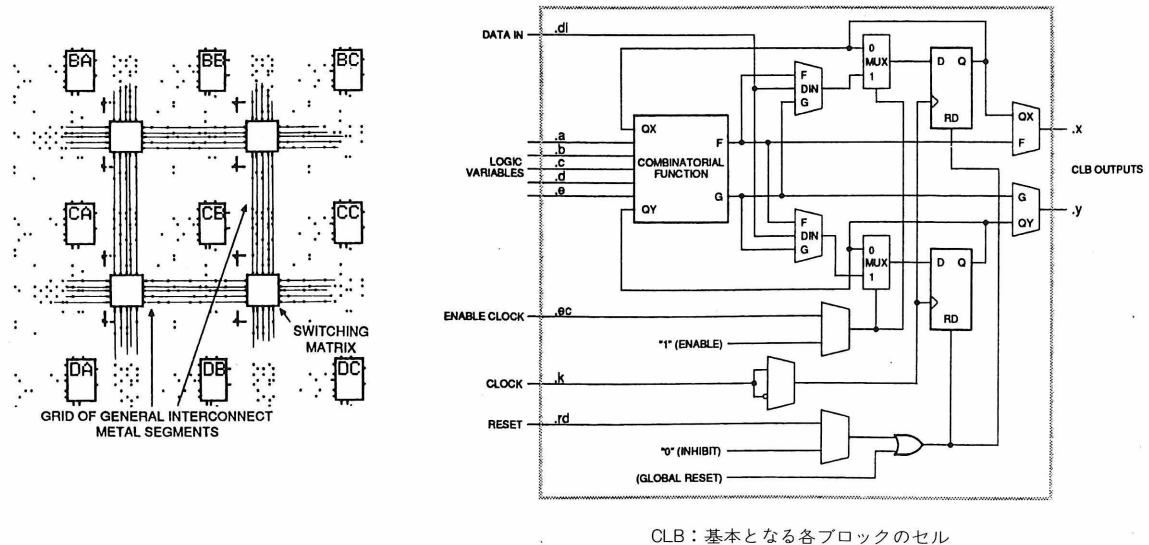 BA
BB
BC
CA
CB
CC
SWITCHING
MATRIX
DA
DB
DC
GRID OF GENERAL INTERCONNECT
METAL SEGMENTS
DATA IN
.di
0
MUX
1
D Q
RD
F
DIN
G
QX
F
.x
LOGIC
VARIABLES
.a
.b
.c
.d
.e
QX
F
COMBINATORIAL
FUNCTION
G
QY
CLB OUTPUTS
G
QY
.y
F
DIN
G
0
MUX
1
D Q
RD
ENABLE CLOCK
.ec
"1" (ENABLE)
CLOCK
.k
RESET
.rd
"0" (INHIBIT)
(GLOBAL RESET)
CLB：基本となる各ブロックのセル